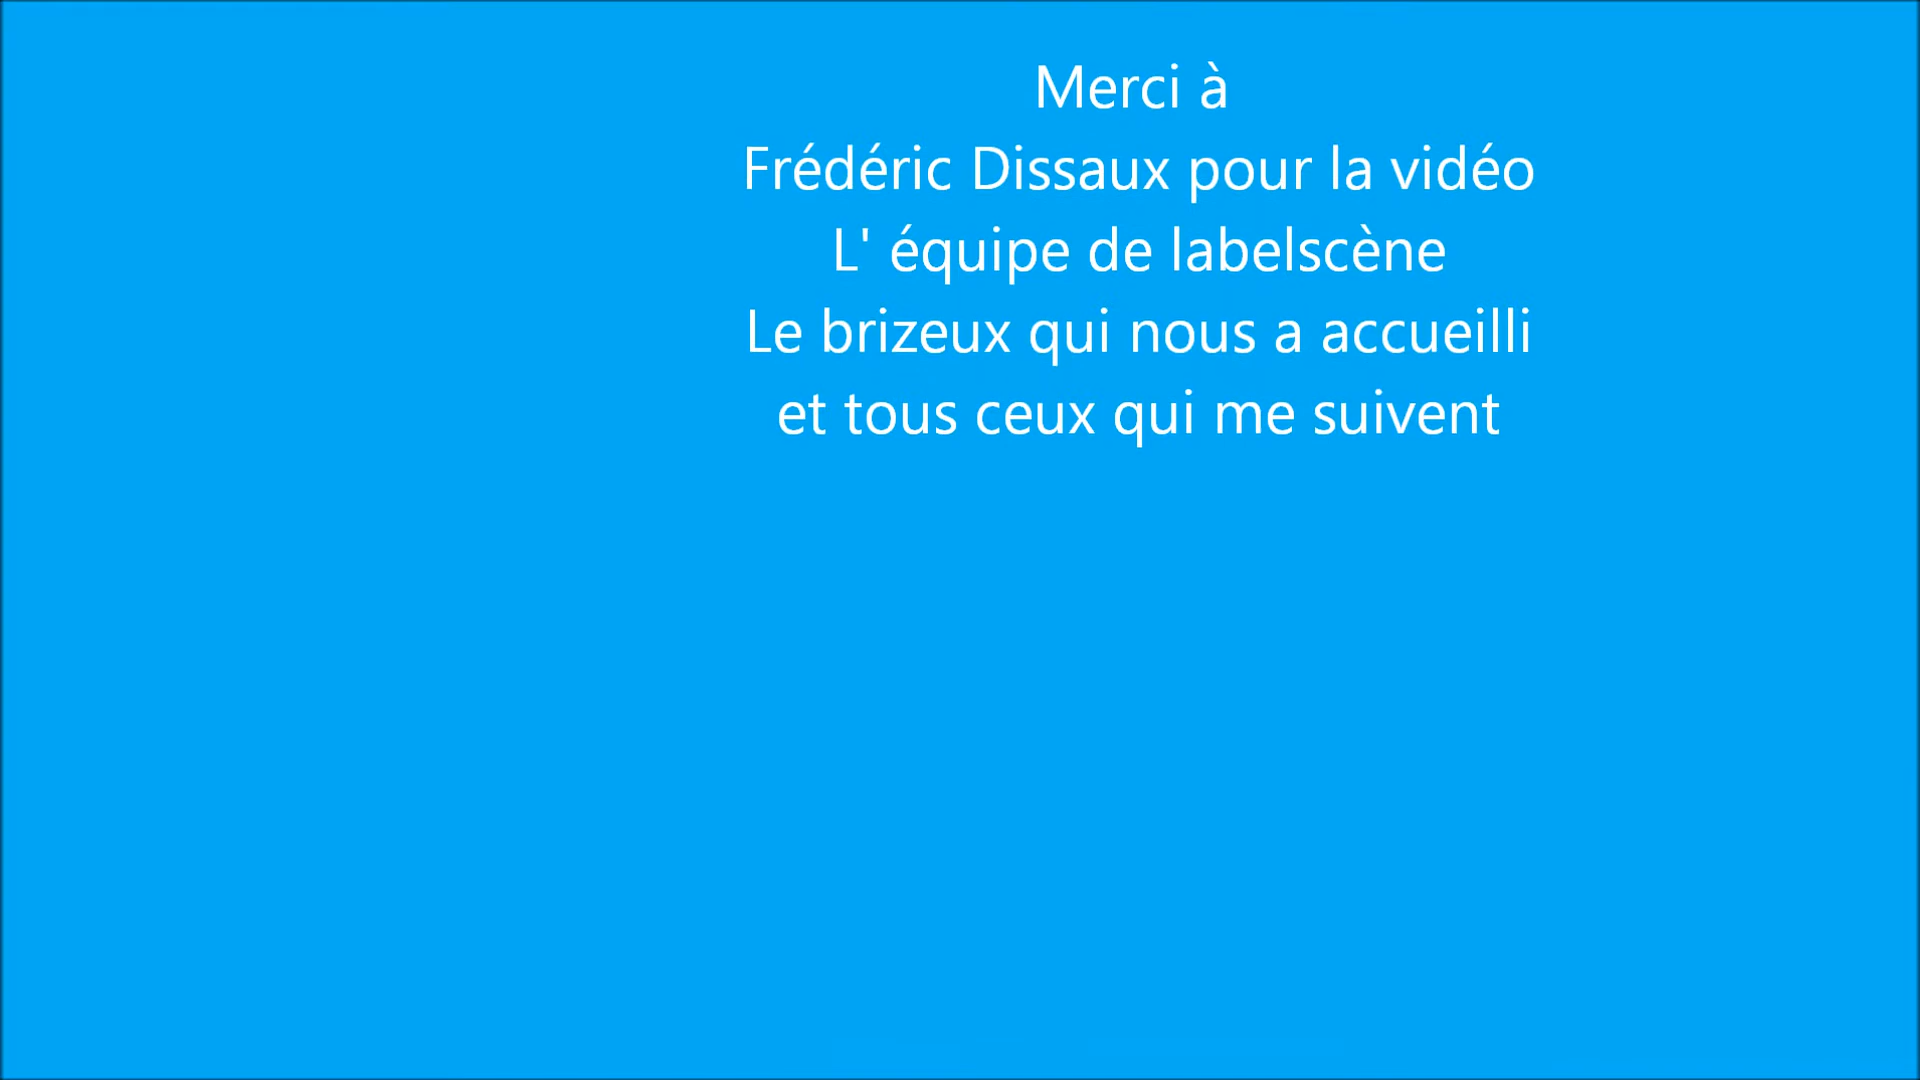 Merci à
Frédéric Dissaux pour la vidéo
L' équipe de labelscène
Le brizeux qui nous a accueilli
et tous ceux qui me suivent